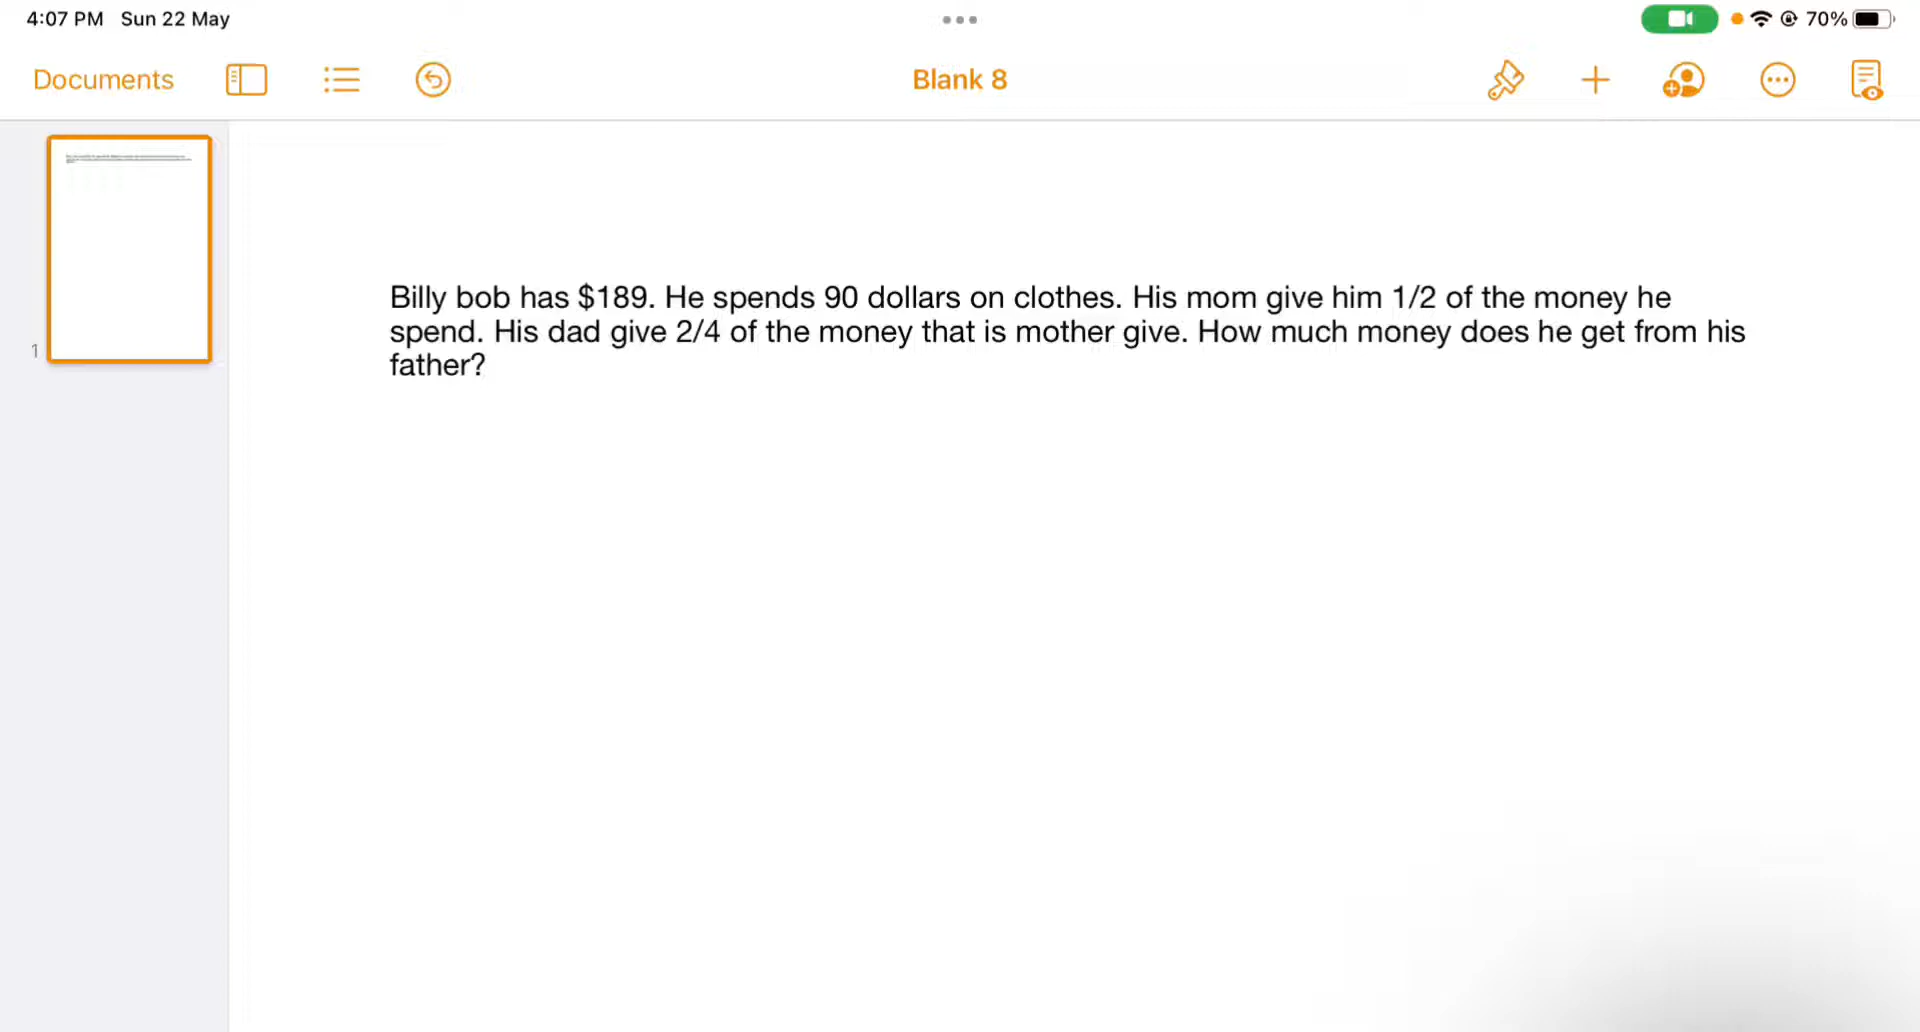 4:07 PM Sun 22 May
70%
Documents
Blank 8
Billy bob has $189. He spends 90 dollars on clothes. His mom give him 1/2 of the money he
spend. His dad give 2/4 of the money that is mother give. How much money does he get from his
father?
1